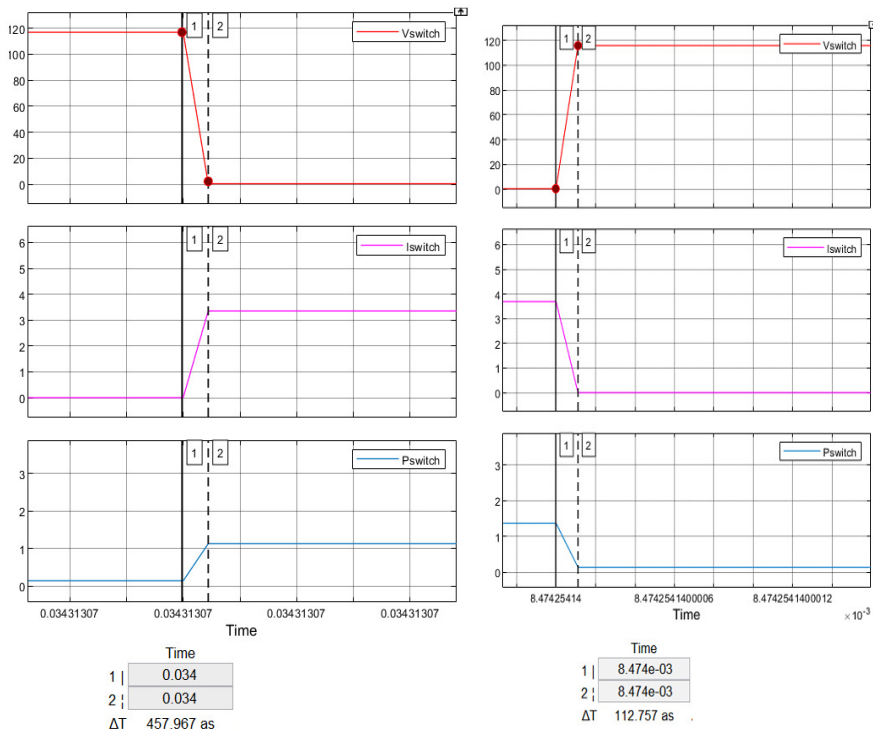 120
100
80
60
40
20
0
1 2
Vswitch
6
5
4
3
2
1
0
1 2
Iswitch
3
2
1
0
1 2
Pswitch
0.03431307 0.03431307 0.03431307 0.03431307
Time
Time
1 | 0.034
2 ¦ 0.034
ΔT 457.967 as
120
100
80
60
40
20
0
1 2
Vswitch
6
5
4
3
2
1
0
1 2
Iswitch
3
2
1
0
1 2
Pswitch
8.47425414 8.4742541400006 8.4742541400012
Time ×10⁻³
Time
1 | 8.474e-03
2 ¦ 8.474e-03
ΔT 112.757 as .